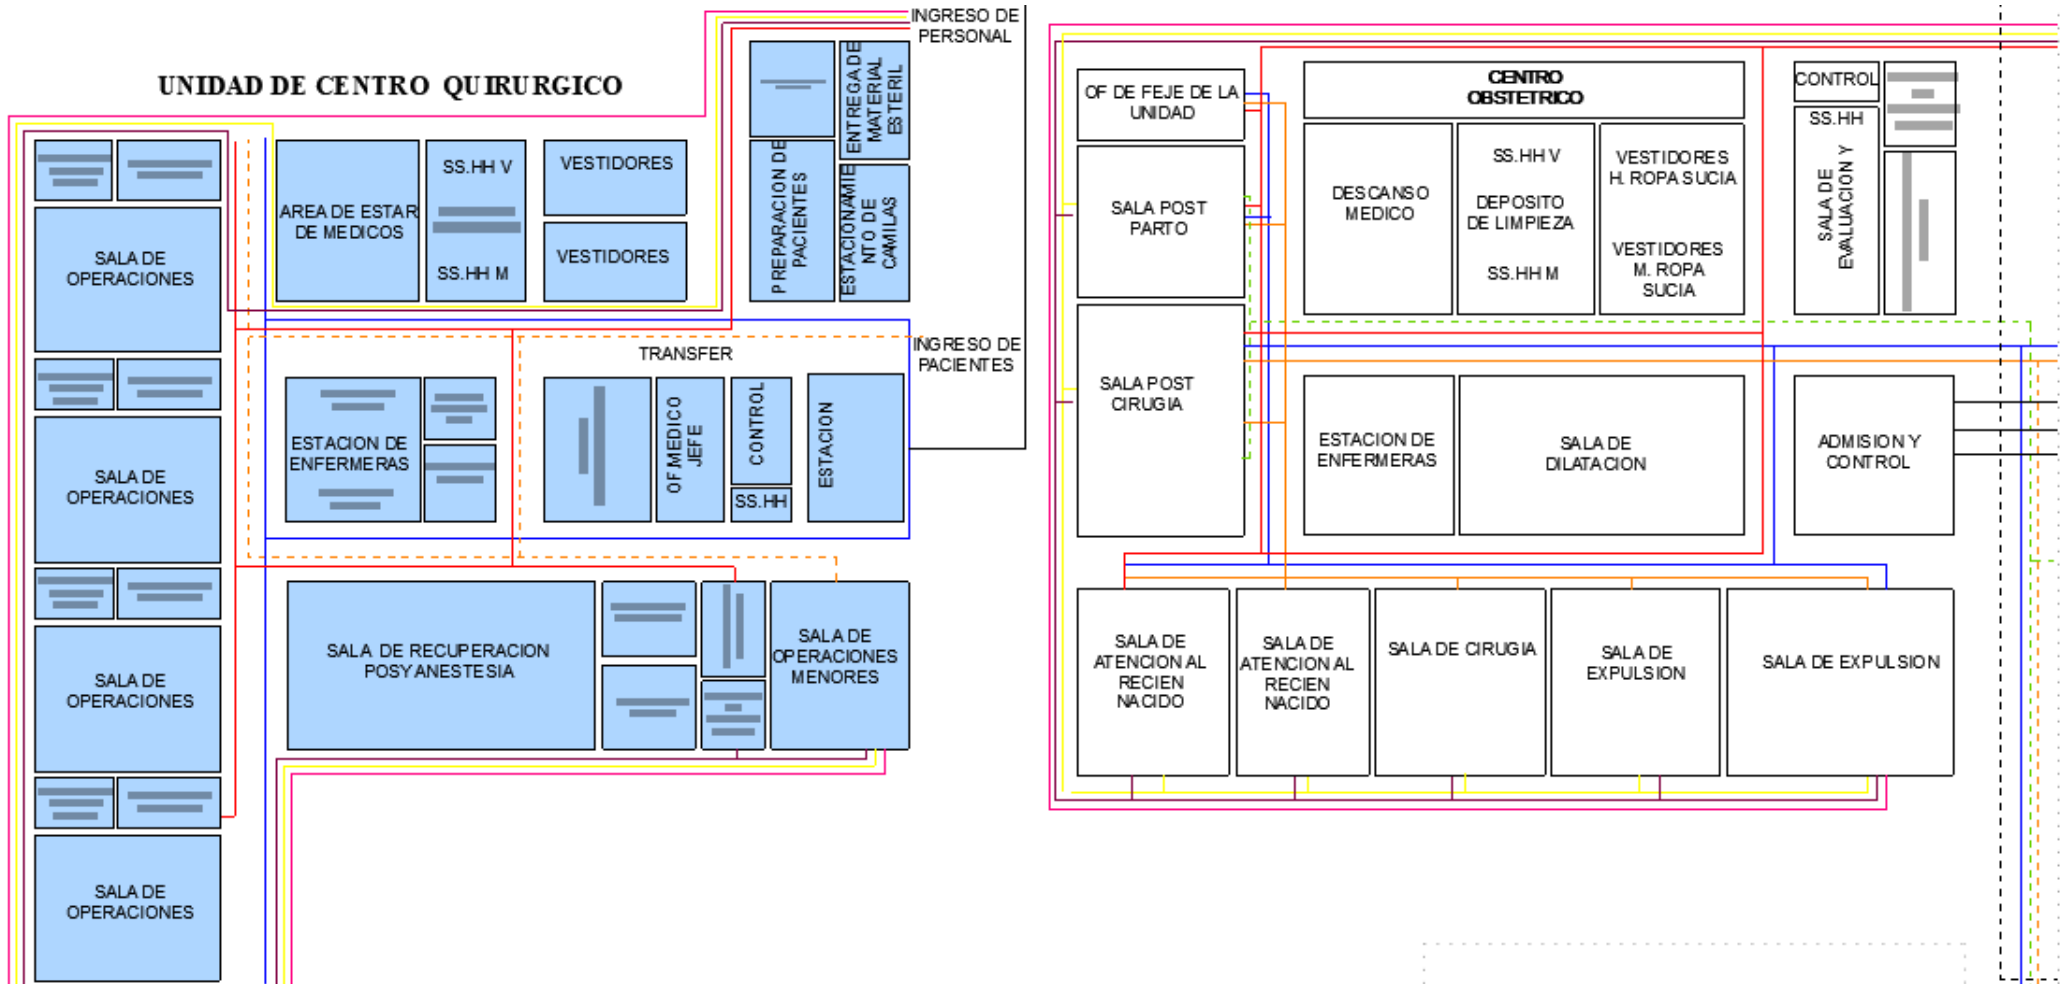 INGRESO DE
PERSONAL
UNIDAD DE CENTRO QUIRURGICO
ENTREGA DE
MATERIAL
ESTERIL
PREPARACION DE
PACIENTES
ESTACIONAMIE
NTO DE
CAMILAS
AREA DE ESTAR
DE MEDICOS
SS.HH V
SS.HH M
VESTIDORES
VESTIDORES
SALA DE
OPERACIONES
SALA DE
OPERACIONES
SALA DE
OPERACIONES
SALA DE
OPERACIONES
TRANSFER
INGRESO DE
PACIENTES
ESTACION DE
ENFERMERAS
OF MEDICO
JEFE
CONTROL
SS.HH
ESTACION
SALA DE RECUPERACION
POSYANESTESIA
SALA DE
OPERACIONES
MENORES
OF DE FEJE DE LA
UNIDAD
CENTRO
OBSTETRICO
CONTROL
SS.HH
SALA DE
EVALUACION Y
SALA POST
PARTO
DESCANSO
MEDICO
SS.HH V
DEPOSITO
DE LIMPIEZA
SS.HH M
VESTIDORES
H. ROPA SUCIA
VESTIDORES
M. ROPA
SUCIA
SALA POST
CIRUGIA
ESTACION DE
ENFERMERAS
SALA DE
DILATACION
ADMISION Y
CONTROL
SALA DE
ATENCION AL
RECIEN
NACIDO
SALA DE
ATENCION AL
RECIEN
NACIDO
SALA DE CIRUGIA
SALA DE
EXPULSION
SALA DE EXPULSION